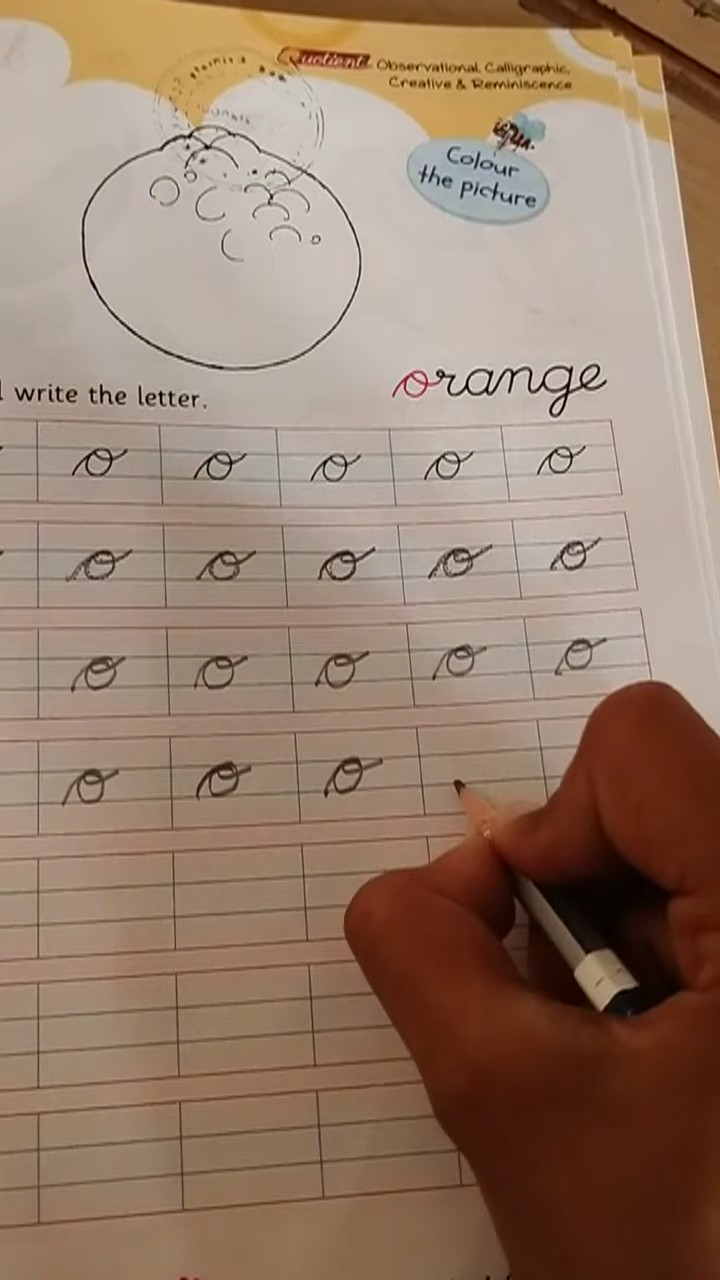 Quotient Observational, Calligraphic,
Creative & Reminiscence
Colour
the picture
orange
write the letter.
o o o o o
o o o o o
o o o o o
o o o